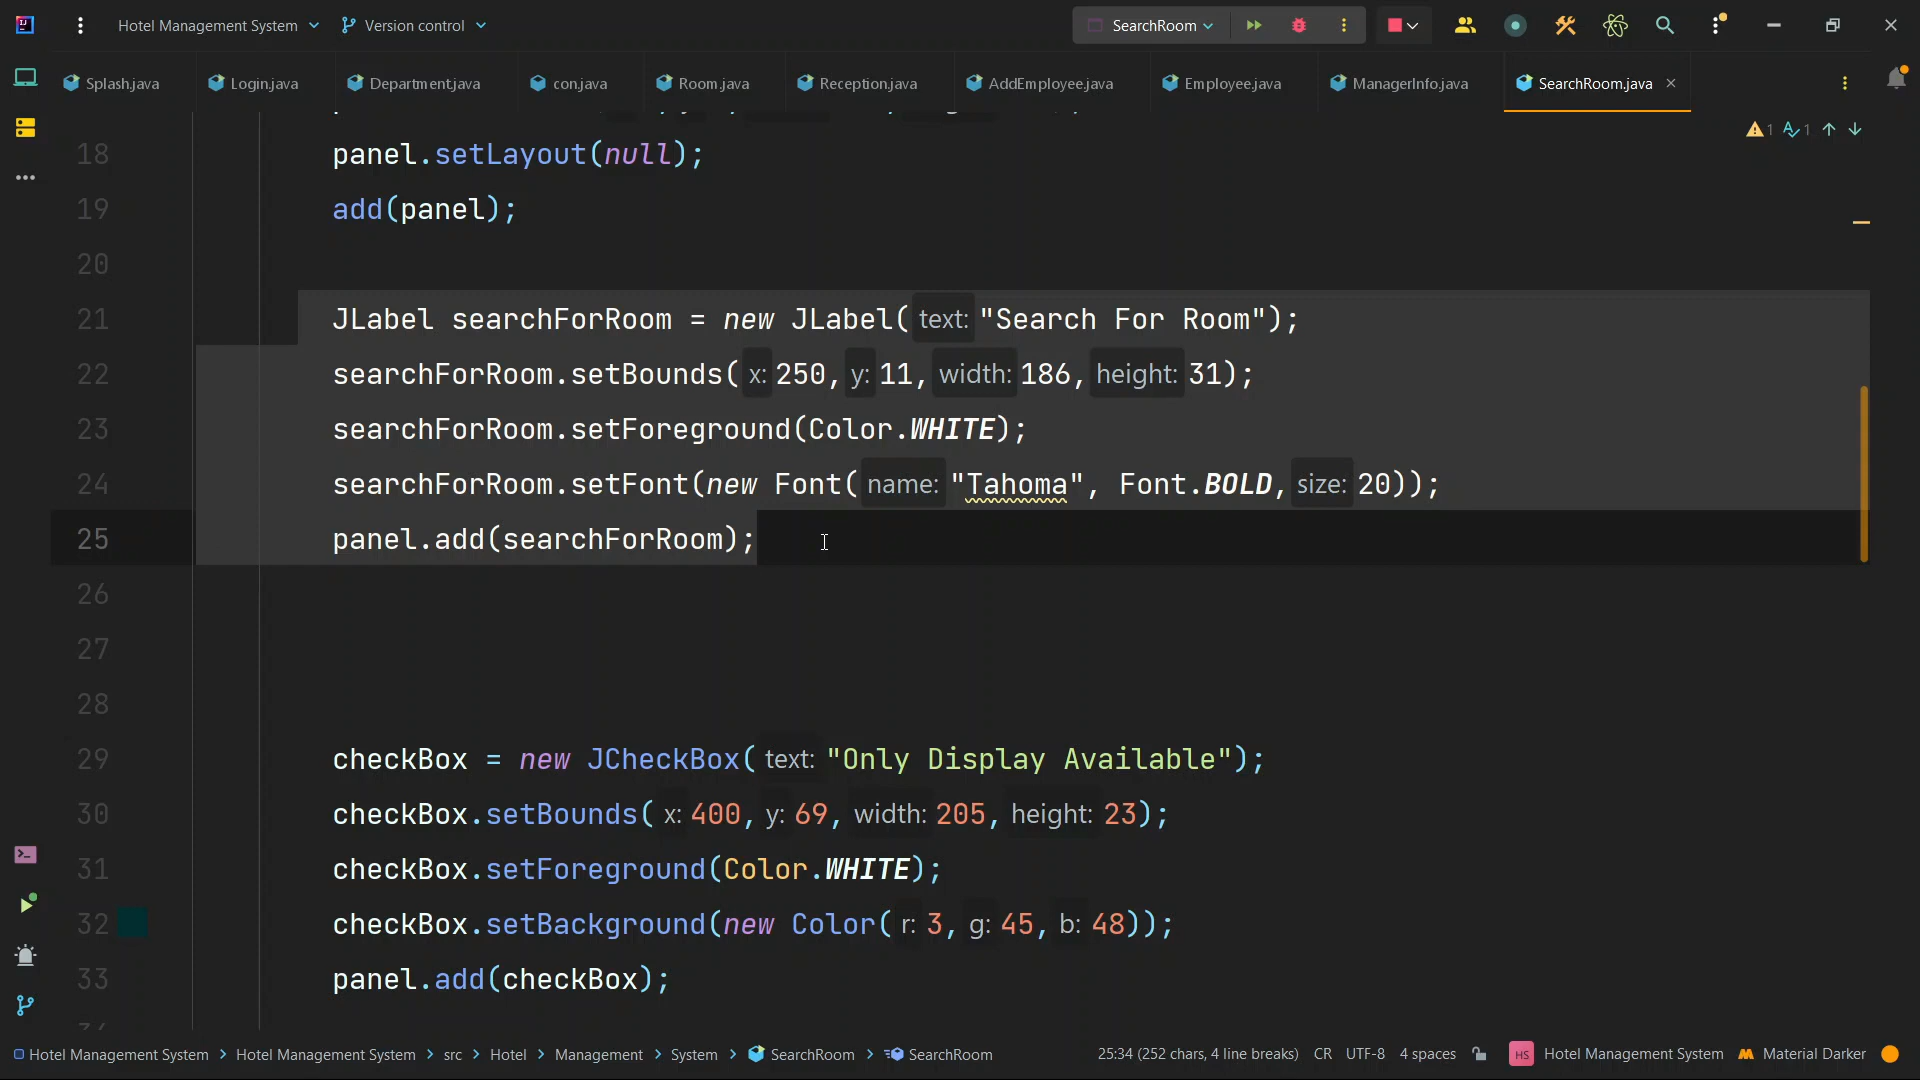 Hotel Management System Version control SearchRoom
Splash.java Login.java Department.java con.java Room.java Reception.java AddEmployee.java Employee.java ManagerInfo.java SearchRoom.java
1 1
18 panel.setLayout(null);
19 add(panel);
20
21 JLabel searchForRoom = new JLabel( text: "Search For Room");
22 searchForRoom.setBounds( x: 250, y: 11, width: 186, height: 31);
23 searchForRoom.setForeground(Color.WHITE);
24 searchForRoom.setFont(new Font( name: "Tahoma", Font.BOLD, size: 20));
25 panel.add(searchForRoom);
26
27
28
29 checkBox = new JCheckBox( text: "Only Display Available");
30 checkBox.setBounds( x: 400, y: 69, width: 205, height: 23);
31 checkBox.setForeground(Color.WHITE);
32 checkBox.setBackground(new Color( r: 3, g: 45, b: 48));
33 panel.add(checkBox);
Hotel Management System > Hotel Management System > src > Hotel > Management > System > SearchRoom > SearchRoom 25:34 (252 chars, 4 line breaks) CR UTF-8 4 spaces HS Hotel Management System Material Darker